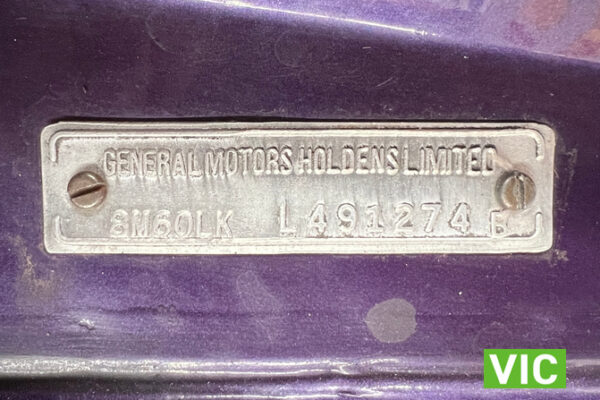 GENERAL MOTORS HOLDENS LIMITED
8N60LK L491274 B
VIC